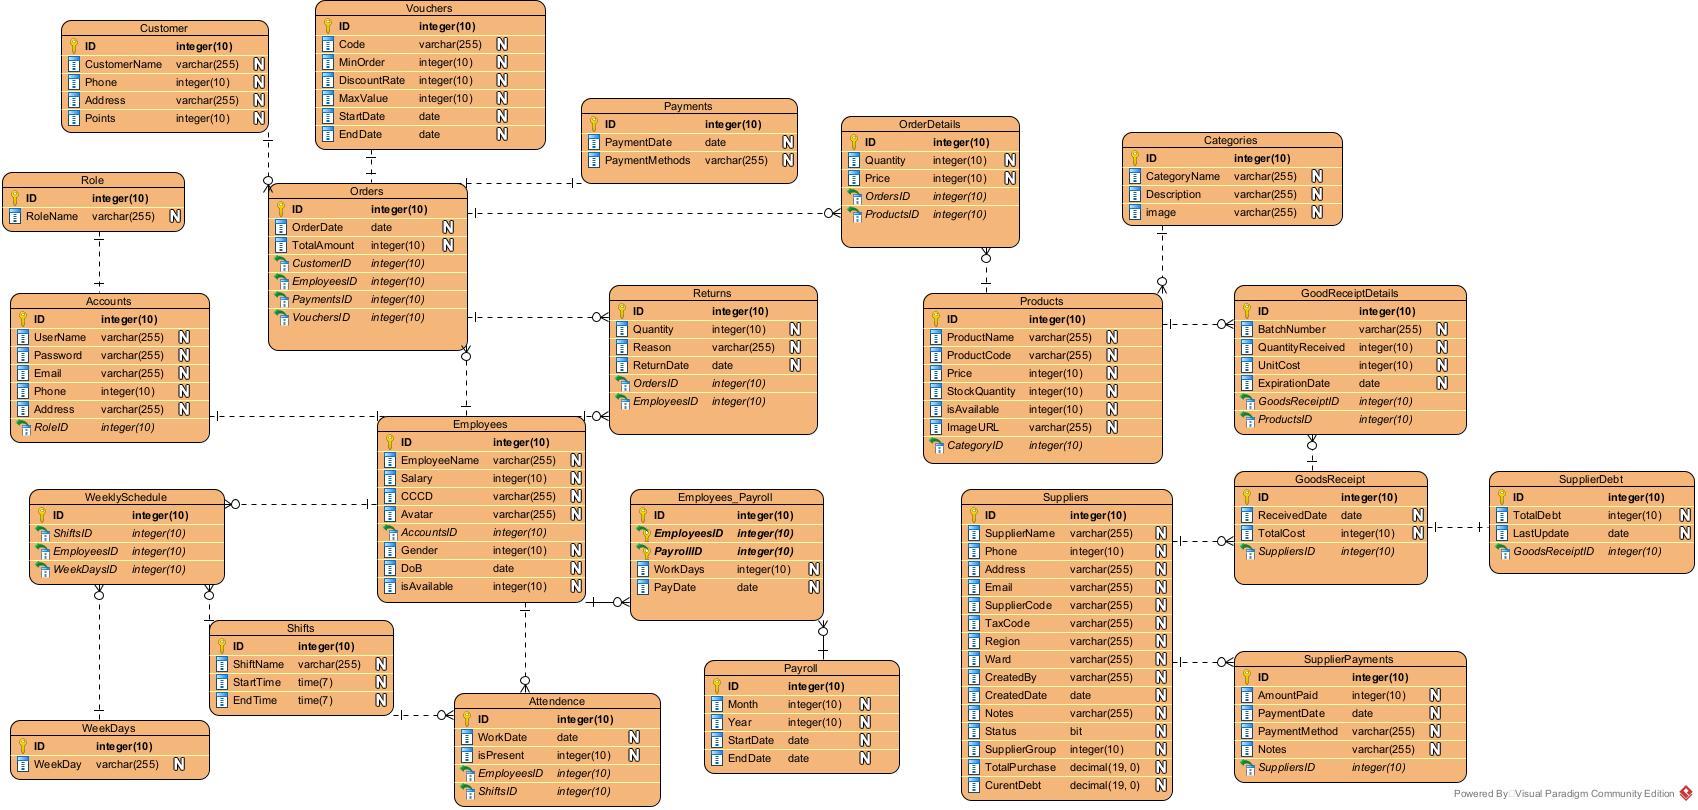 Customer
ID integer(10)
CustomerName varchar(255) N
Phone integer(10) N
Address varchar(255) N
Points integer(10) N
Vouchers
ID integer(10)
Code varchar(255) N
MinOrder integer(10) N
DiscountRate integer(10) N
MaxValue integer(10) N
StartDate date N
EndDate date N
Payments
ID integer(10)
PaymentDate date N
PaymentMethods varchar(255) N
OrderDetails
ID integer(10)
Quantity integer(10) N
Price integer(10) N
OrdersID integer(10)
ProductsID integer(10)
Categories
ID integer(10)
CategoryName varchar(255) N
Description varchar(255) N
image varchar(255) N
Role
ID integer(10)
RoleName varchar(255) N
Orders
ID integer(10)
OrderDate date N
TotalAmount integer(10) N
CustomerID integer(10)
EmployeesID integer(10)
PaymentsID integer(10)
VouchersID integer(10)
Accounts
ID integer(10)
UserName varchar(255) N
Password varchar(255) N
Email varchar(255) N
Phone integer(10) N
Address varchar(255) N
RoleID integer(10)
Returns
ID integer(10)
Quantity integer(10) N
Reason varchar(255) N
ReturnDate date N
OrdersID integer(10)
EmployeesID integer(10)
Products
ID integer(10)
ProductName varchar(255) N
ProductCode varchar(255) N
Price integer(10) N
StockQuantity integer(10) N
isAvailable integer(10) N
ImageURL varchar(255) N
CategoryID integer(10)
GoodReceiptDetails
ID integer(10)
BatchNumber varchar(255) N
QuantityReceived integer(10) N
UnitCost integer(10) N
ExpirationDate date N
GoodsReceiptID integer(10)
ProductsID integer(10)
Employees
ID integer(10)
EmployeeName varchar(255) N
Salary integer(10) N
CCCD varchar(255) N
Avatar varchar(255) N
AccountsID integer(10)
Gender integer(10) N
DoB date N
isAvailable integer(10) N
WeeklySchedule
ID integer(10)
ShiftsID integer(10)
EmployeesID integer(10)
WeekDaysID integer(10)
Employees_Payroll
ID integer(10)
EmployeesID integer(10)
PayrollID integer(10)
WorkDays integer(10) N
PayDate date N
Suppliers
ID integer(10)
SupplierName varchar(255) N
Phone integer(10) N
Address varchar(255) N
Email varchar(255) N
SupplierCode varchar(255) N
TaxCode varchar(255) N
Region varchar(255) N
Ward varchar(255) N
CreatedBy varchar(255) N
CreatedDate date N
Notes varchar(255) N
Status bit N
SupplierGroup integer(10) N
TotalPurchase decimal(19, 0) N
CurentDebt decimal(19, 0) N
GoodsReceipt
ID integer(10)
ReceivedDate date N
TotalCost integer(10) N
SuppliersID integer(10)
SupplierDebt
ID integer(10)
TotalDebt integer(10) N
LastUpdate date N
GoodsReceiptID integer(10)
Shifts
ID integer(10)
ShiftName varchar(255) N
StartTime time(7) N
EndTime time(7) N
WeekDays
ID integer(10)
WeekDay varchar(255) N
Attendence
ID integer(10)
WorkDate date N
isPresent integer(10) N
EmployeesID integer(10)
ShiftsID integer(10)
Payroll
ID integer(10)
Month integer(10) N
Year integer(10) N
StartDate date N
EndDate date N
SupplierPayments
ID integer(10)
AmountPaid integer(10) N
PaymentDate date N
PaymentMethod varchar(255) N
Notes varchar(255) N
SuppliersID integer(10)
Powered By Visual Paradigm Community Edition